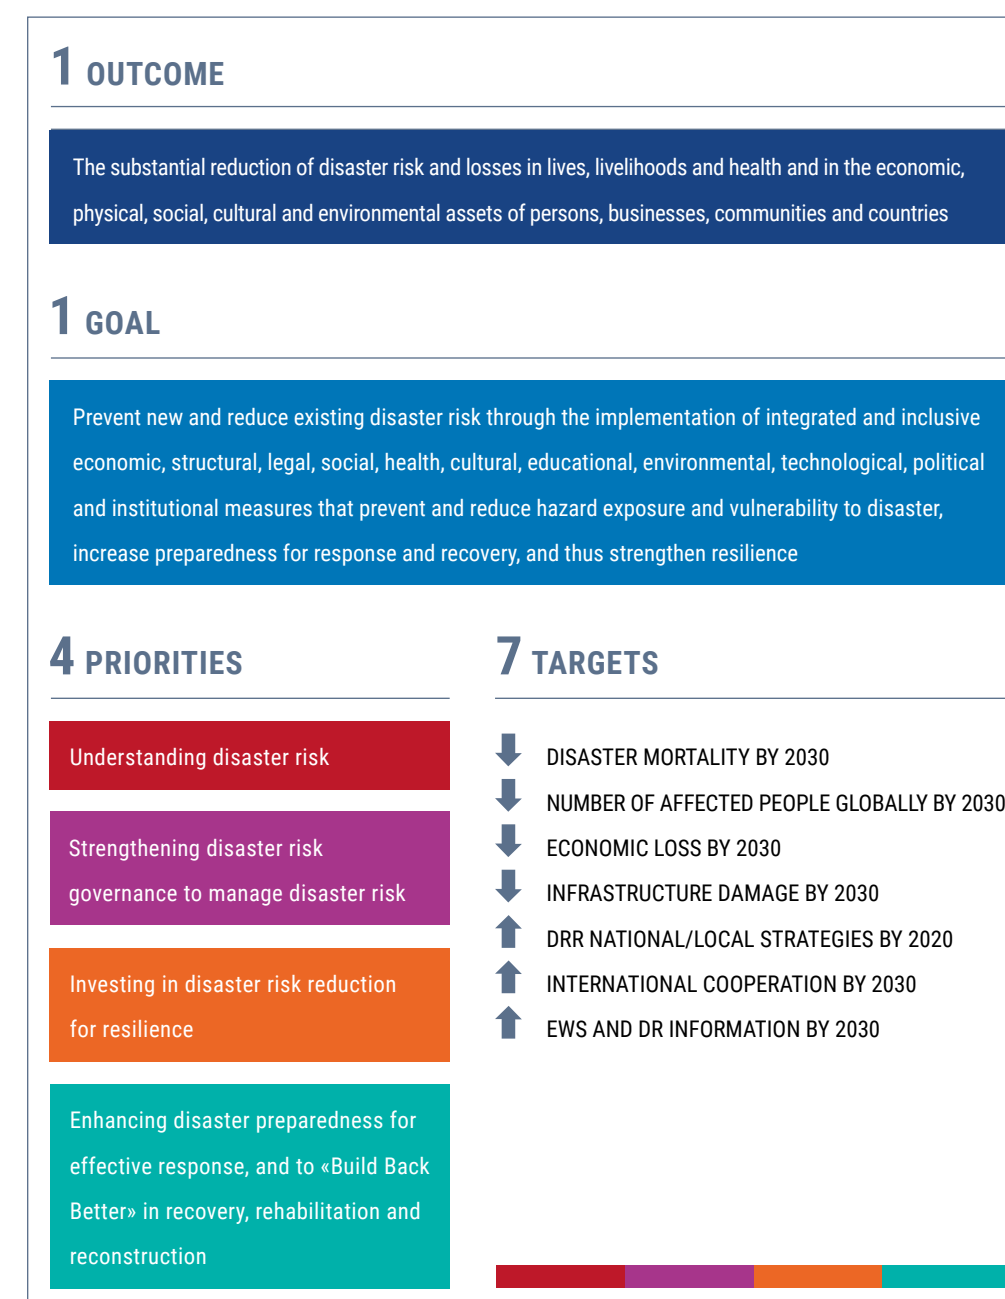 1 OUTCOME
The substantial reduction of disaster risk and losses in lives, livelihoods and health and in the economic,
physical, social, cultural and environmental assets of persons, businesses, communities and countries
1 GOAL
Prevent new and reduce existing disaster risk through the implementation of integrated and inclusive
economic, structural, legal, social, health, cultural, educational, environmental, technological, political
and institutional measures that prevent and reduce hazard exposure and vulnerability to disaster,
increase preparedness for response and recovery, and thus strengthen resilience
4 PRIORITIES
Understanding disaster risk
Strengthening disaster risk
governance to manage disaster risk
Investing in disaster risk reduction
for resilience
Enhancing disaster preparedness for
effective response, and to «Build Back
Better» in recovery, rehabilitation and
reconstruction
7 TARGETS
DISASTER MORTALITY BY 2030
NUMBER OF AFFECTED PEOPLE GLOBALLY BY 2030
ECONOMIC LOSS BY 2030
INFRASTRUCTURE DAMAGE BY 2030
DRR NATIONAL/LOCAL STRATEGIES BY 2020
INTERNATIONAL COOPERATION BY 2030
EWS AND DR INFORMATION BY 2030